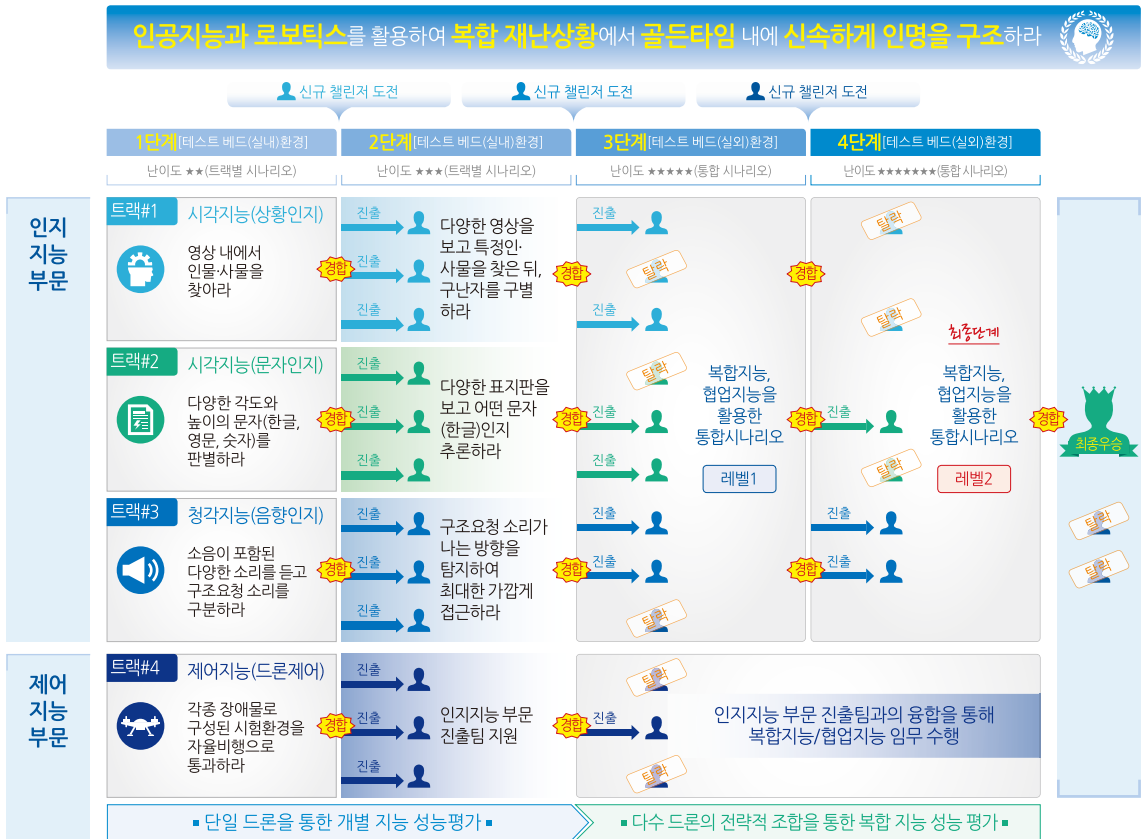 인공지능과 로보틱스를 활용하여 복합 재난상황에서 골든타임 내에 신속하게 인명을 구조하라
신규 챌린저 도전
신규 챌린저 도전
신규 챌린저 도전
1단계[테스트 베드(실내)환경]
2단계[테스트 베드(실내)환경]
3단계[테스트 베드(실외)환경]
4단계[테스트 베드(실외)환경]
난이도 ★★(트랙별 시나리오)
난이도 ★★★(트랙별 시나리오)
난이도 ★★★★★(통합 시나리오)
난이도 ★★★★★★★(통합 시나리오)
인지
지능
부문
트랙#1
시각지능(상황인지)
영상 내에서
인물·사물을
찾아라
경합
진출
진출
진출
다양한 영상을
보고 특정인·
사물을 찾은 뒤,
구난자를 구별
하라
경합
진출
탈락
진출
경합
탈락
탈락
트랙#2
시각지능(문자인지)
다양한 각도와
높이의 문자(한글,
영문, 숫자)를
판별하라
경합
진출
진출
진출
다양한 표지판을
보고 어떤 문자
(한글)인지
추론하라
경합
탈락
진출
진출
복합지능,
협업지능을
활용한
통합시나리오
레벨1
경합
진출
탈락
최종단계
복합지능,
협업지능을
활용한
통합시나리오
레벨2
경합
최종우승
트랙#3
청각지능(음향인지)
소음이 포함된
다양한 소리를 듣고
구조요청 소리를
구분하라
경합
진출
진출
진출
구조요청 소리가
나는 방향을
탐지하여
최대한 가깝게
접근하라
경합
진출
진출
탈락
경합
진출
진출
탈락
탈락
제어
지능
부문
트랙#4
제어지능(드론제어)
각종 장애물로
구성된 시험환경을
자율비행으로
통과하라
경합
진출
진출
진출
인지지능 부문
진출팀 지원
경합
탈락
진출
탈락
인지지능 부문 진출팀과의 융합을 통해
복합지능/협업지능 임무 수행
▪ 단일 드론을 통한 개별 지능 성능평가 ▪
▪ 다수 드론의 전략적 조합을 통한 복합 지능 성능 평가 ▪